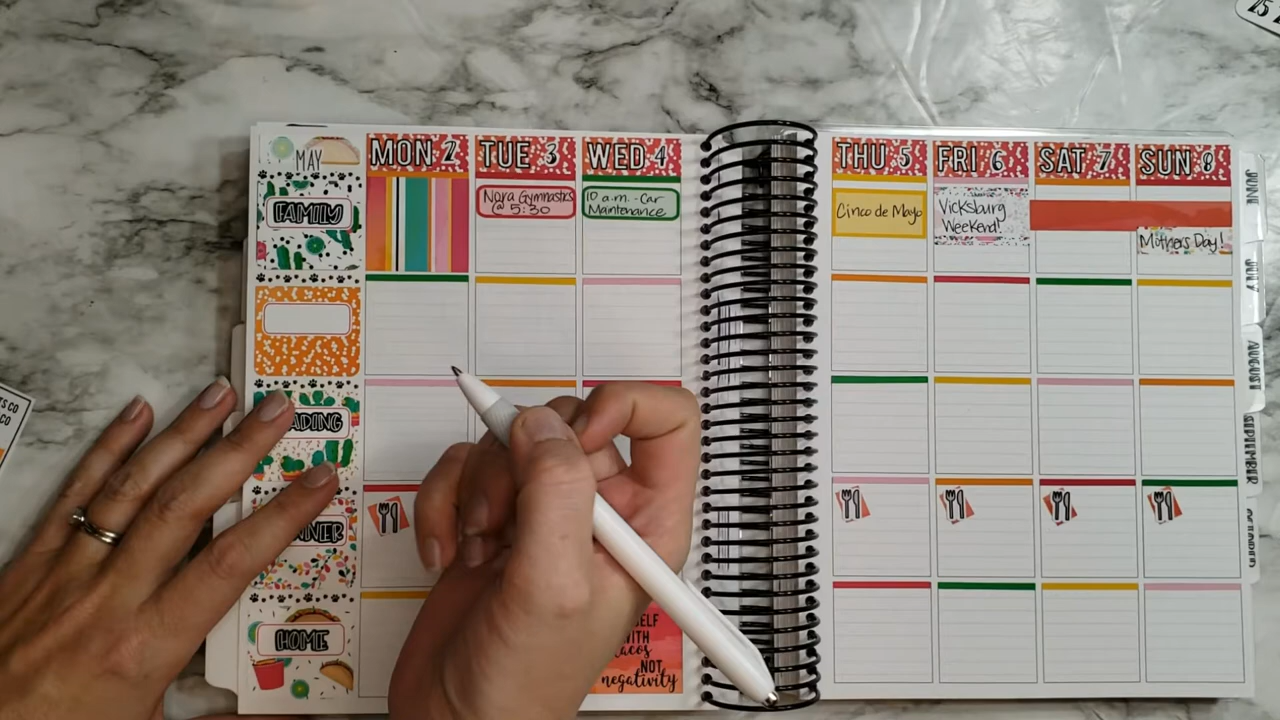 MAY
MON 2
TUE 3
WED 4
THU 5
FRI 6
SAT 7
SUN 8
FAMILY
Nora Gymnastics
@ 5:30
10 a.m. - Car
Maintenance
Cinco de Mayo
Vicksburg
Weekend!
Mothers Day!
HOME
WITH
tacos
NOT
negativity
JUNE
JULY
AUGUST
SEPTEMBER
OCTOBER